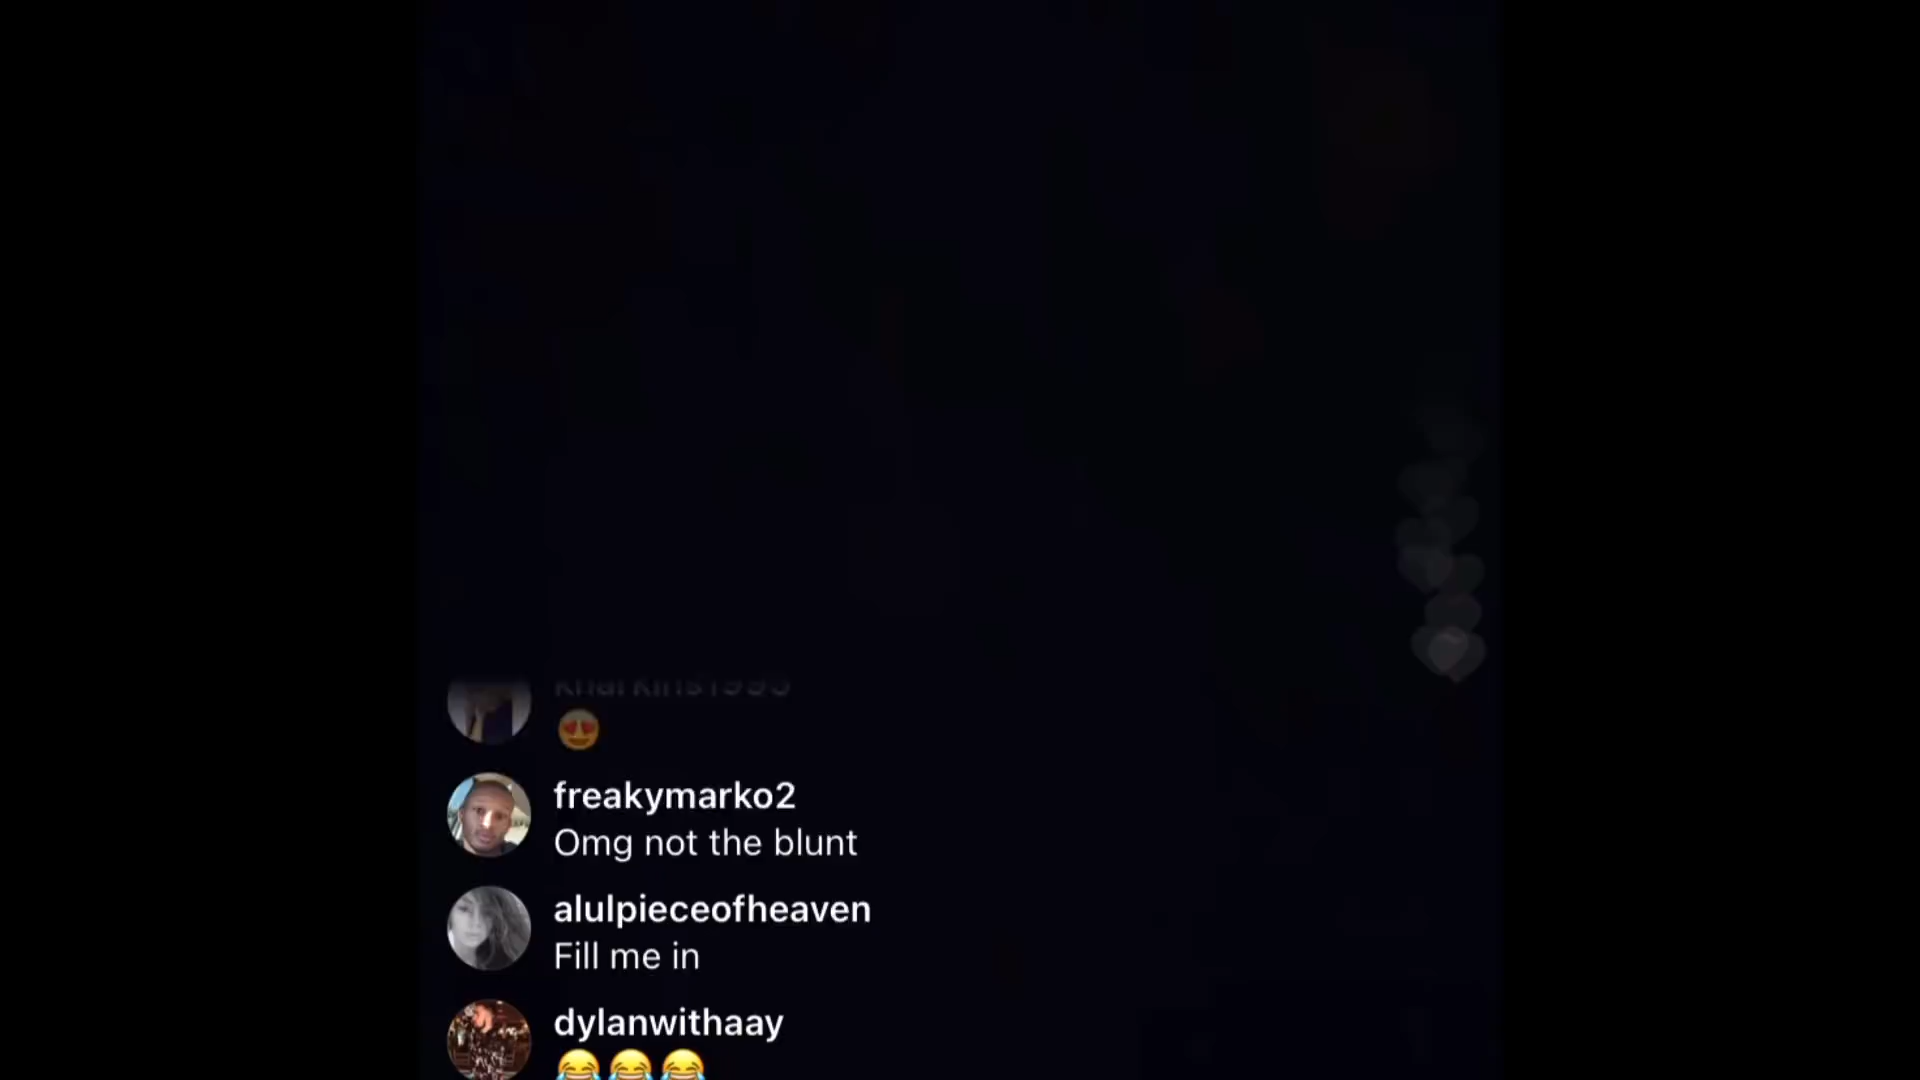 😍
freakymarko2
Omg not the blunt
alulpieceofheaven
Fill me in
dylanwithaay
😂😂😂